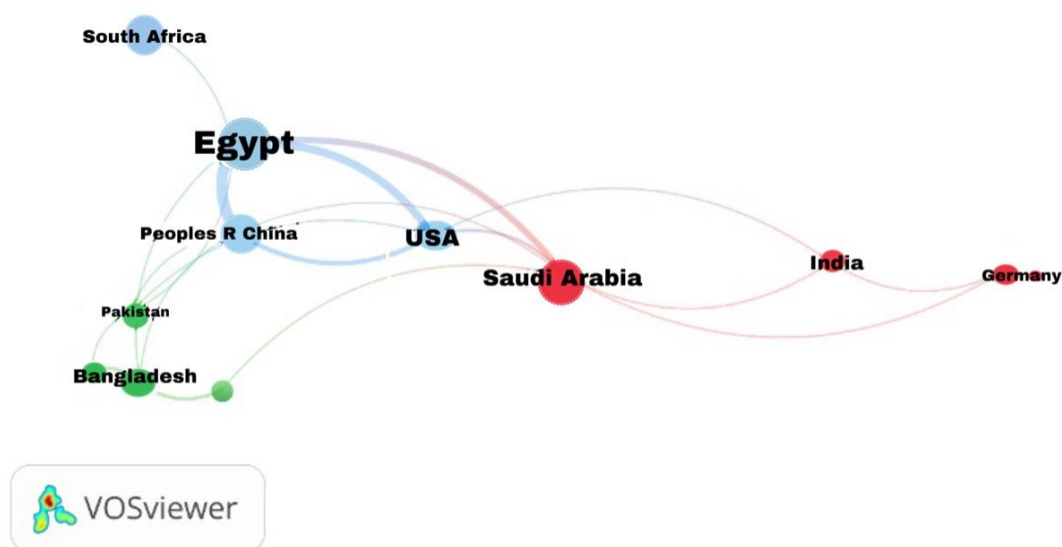 South Africa
Egypt
Peoples R China
USA
Saudi Arabia
India
Germany
Pakistan
Bangladesh
VOSviewer